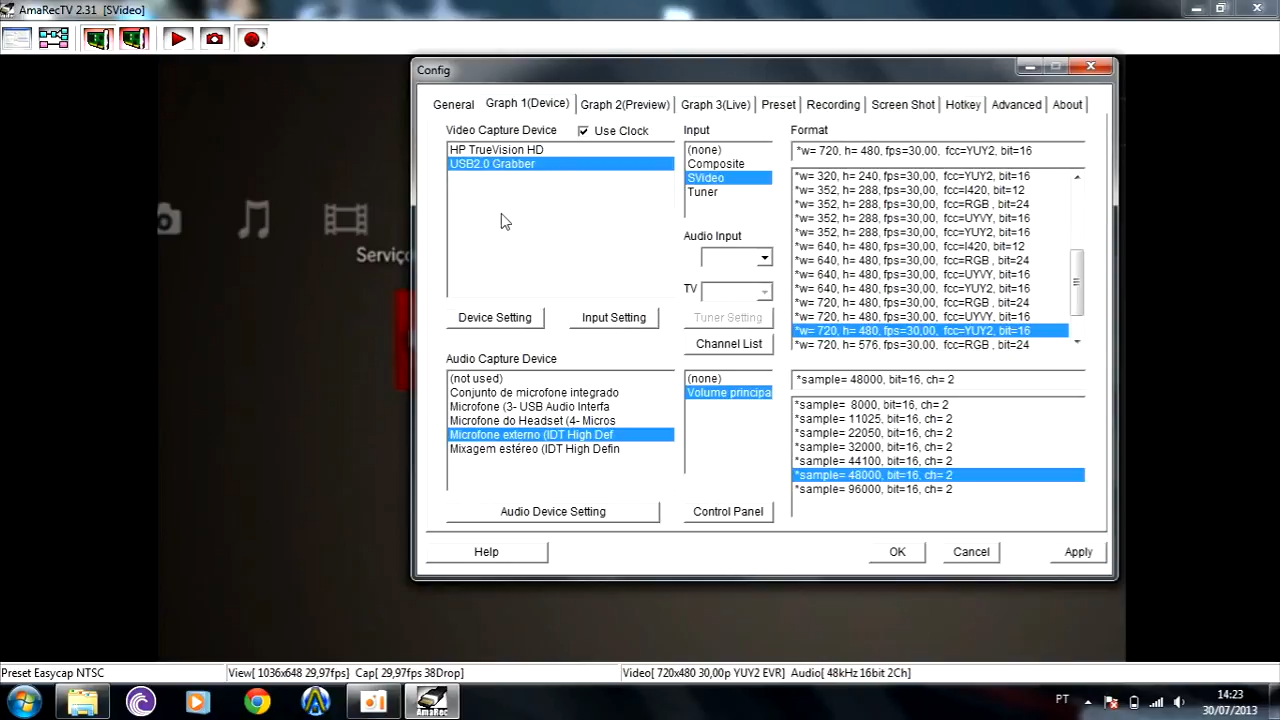 AmaRecTV 2.31 [SVideo]
Config
General
Graph 1(Device)
Graph 2(Preview)
Graph 3(Live)
Preset
Recording
Screen Shot
Hotkey
Advanced
About
Video Capture Device
Use Clock
Input
Format
HP TrueVision HD
USB2.0 Grabber
(none)
Composite
SVideo
Tuner
*w= 720, h= 480, fps=30,00, fcc=YUY2, bit=16
*w= 320, h= 240, fps=30,00, fcc=YUY2, bit=16
*w= 352, h= 288, fps=30,00, fcc=I420, bit=12
*w= 352, h= 288, fps=30,00, fcc=RGB , bit=24
*w= 352, h= 288, fps=30,00, fcc=UYVY, bit=16
*w= 352, h= 288, fps=30,00, fcc=YUY2, bit=16
*w= 640, h= 480, fps=30,00, fcc=I420, bit=12
*w= 640, h= 480, fps=30,00, fcc=RGB , bit=24
*w= 640, h= 480, fps=30,00, fcc=UYVY, bit=16
*w= 640, h= 480, fps=30,00, fcc=YUY2, bit=16
*w= 720, h= 480, fps=30,00, fcc=RGB , bit=24
*w= 720, h= 480, fps=30,00, fcc=UYVY, bit=16
*w= 720, h= 480, fps=30,00, fcc=YUY2, bit=16
*w= 720, h= 576, fps=30,00, fcc=RGB , bit=24
Audio Input
TV
Device Setting
Input Setting
Tuner Setting
Channel List
Audio Capture Device
(not used)
Conjunto de microfone integrado
Microfone (3- USB Audio Interfa
Microfone do Headset (4- Micros
Microfone externo (IDT High Def
Mixagem estéreo (IDT High Defin
(none)
Volume principa
*sample= 48000, bit=16, ch= 2
*sample= 8000, bit=16, ch= 2
*sample= 11025, bit=16, ch= 2
*sample= 22050, bit=16, ch= 2
*sample= 32000, bit=16, ch= 2
*sample= 44100, bit=16, ch= 2
*sample= 48000, bit=16, ch= 2
*sample= 96000, bit=16, ch= 2
Audio Device Setting
Control Panel
Help
OK
Cancel
Apply
Serviço
Preset Easycap NTSC
View[ 1036x648 29,97fps] Cap[ 29,97fps 38Drop]
Video[ 720x480 30,00p YUY2 EVR] Audio[ 48kHz 16bit 2Ch]
AmaRec
PT
14:23
30/07/2013